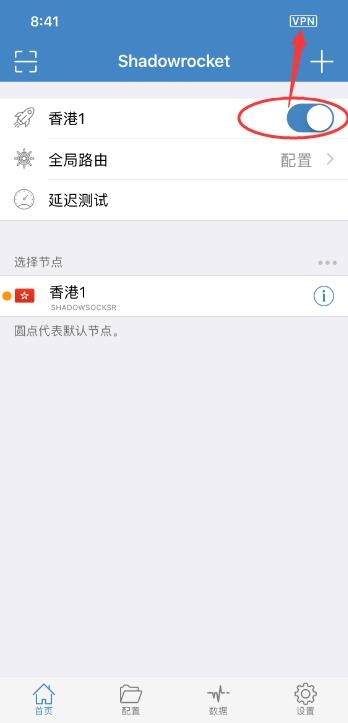 8:41
VPN
Shadowrocket
香港1
全局路由
配置
延迟测试
选择节点
香港1
SHADOWSOCKSR
圆点代表默认节点。
首页
配置
数据
设置